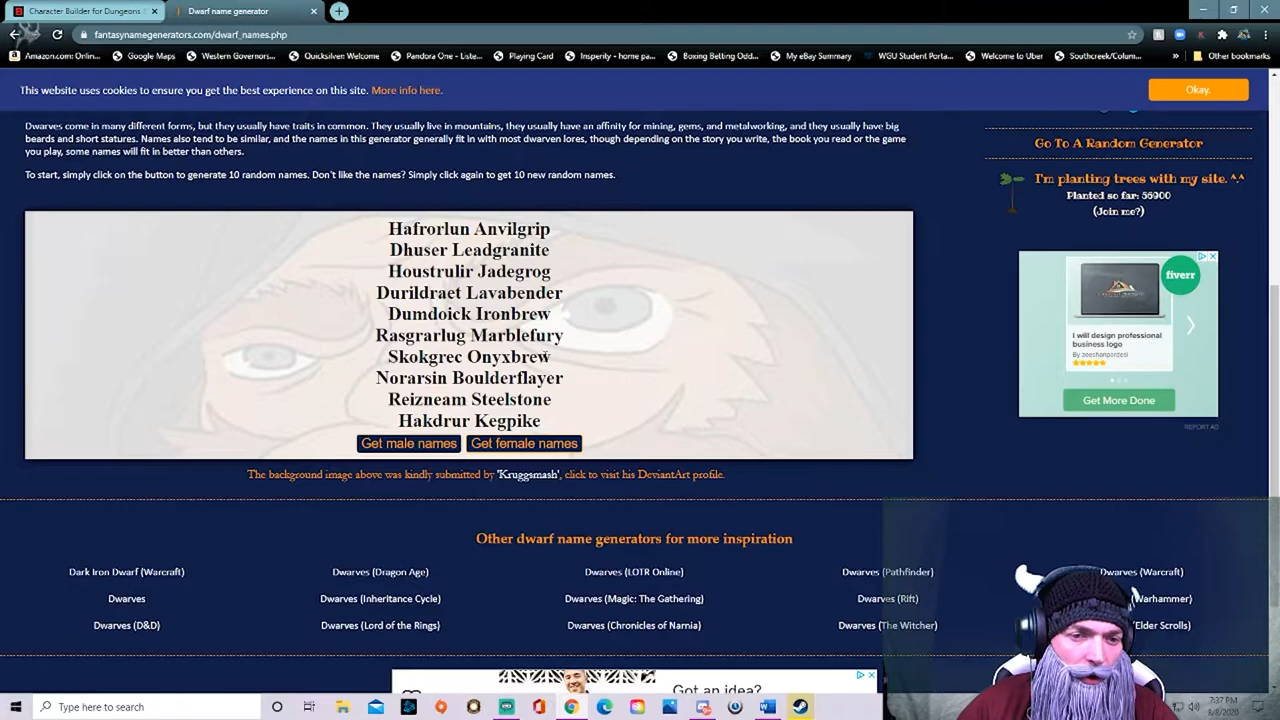 Character Builder for Dungeons
Dwarf name generator
fantasynamegenerators.com/dwarf_names.php
Amazon.com: Onlin...
Google Maps
Western Governors...
Quicksilver: Welcome
Pandora One - Liste...
Playing Card
Insperity - home pa...
Boxing Betting Odd...
My eBay Summary
WGU Student Porta...
Welcome to Uber
Southcreek/Colum...
»
Other bookmarks
This website uses cookies to ensure you get the best experience on this site. More info here.
Okay.
Dwarves come in many different forms, but they usually have traits in common. They usually live in mountains, they usually have an affinity for mining, gems, and metalworking, and they usually have big
beards and short statures. Names also tend to be similar, and the names in this generator generally fit in with most dwarven lores, though depending on the story you write, the book you read or the game
you play, some names will fit in better than others.
To start, simply click on the button to generate 10 random names. Don't like the names? Simply click again to get 10 new random names.
Go To A Random Generator
I'm planting trees with my site. ^.^
Planted so far: 56900
(Join me?)
Hafrorlun Anvilgrip
Dhuser Leadgranite
Houstrulir Jadegrog
Durildraet Lavabender
Dumdoick Ironbrew
Rasgrarlug Marblefury
Skokgrec Onyxbrew
Norarsin Boulderflayer
Reizneam Steelstone
Hakdrur Kegpike
Get male names Get female names
fiverr
I will design professional
business logo
By zeeshanpardesi
Get More Done
REPORT AD
The background image above was kindly submitted by 'Kruggsmash', click to visit his DeviantArt profile.
Other dwarf name generators for more inspiration
Dark Iron Dwarf (Warcraft)
Dwarves (Dragon Age)
Dwarves (LOTR Online)
Dwarves (Pathfinder)
Dwarves (Warcraft)
Dwarves
Dwarves (Inheritance Cycle)
Dwarves (Magic: The Gathering)
Dwarves (Rift)
Warhammer)
Dwarves (D&D)
Dwarves (Lord of the Rings)
Dwarves (Chronicles of Narnia)
Dwarves (The Witcher)
Elder Scrolls)
Got an idea?
Type here to search
7:37 PM
8/8/2020